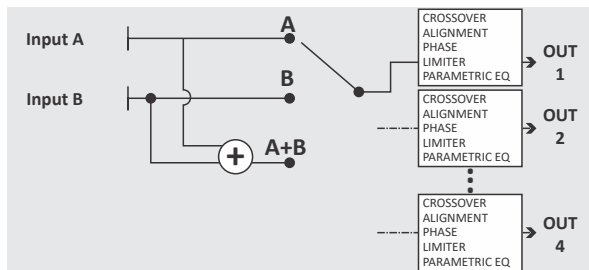 Input A
Input B
A
B
A+B
+
CROSSOVER
ALIGNMENT
PHASE
LIMITER
PARAMETRIC EQ
OUT
1
CROSSOVER
ALIGNMENT
PHASE
LIMITER
PARAMETRIC EQ
OUT
2
CROSSOVER
ALIGNMENT
PHASE
LIMITER
PARAMETRIC EQ
OUT
4